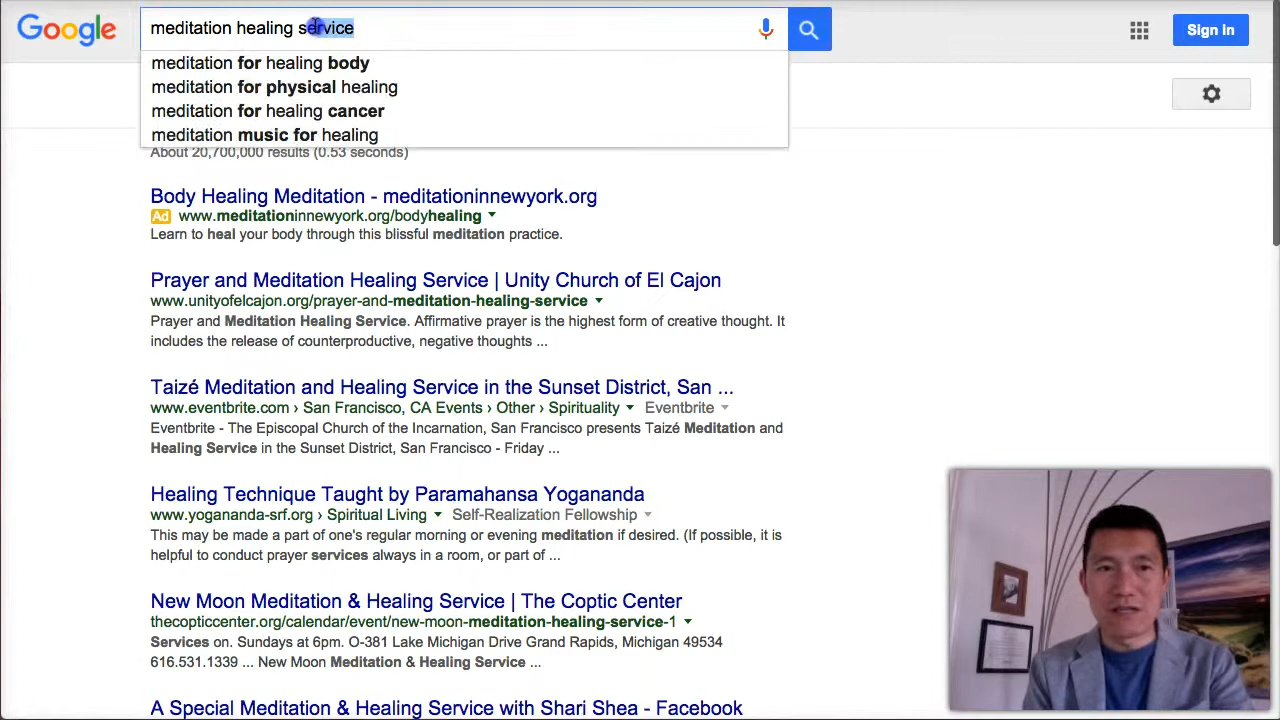 Google
meditation healing service
Sign in
meditation for healing body
meditation for physical healing
meditation for healing cancer
meditation music for healing
About 20,700,000 results (0.53 seconds)
Body Healing Meditation - meditationinnewyork.org
Ad www.meditationinnewyork.org/bodyhealing
Learn to heal your body through this blissful meditation practice.
Prayer and Meditation Healing Service | Unity Church of El Cajon
www.unityofelcajon.org/prayer-and-meditation-healing-service
Prayer and Meditation Healing Service. Affirmative prayer is the highest form of creative thought. It
includes the release of counterproductive, negative thoughts ...
Taizé Meditation and Healing Service in the Sunset District, San ...
www.eventbrite.com › San Francisco, CA Events › Other › Spirituality Eventbrite
Eventbrite - The Episcopal Church of the Incarnation, San Francisco presents Taizé Meditation and
Healing Service in the Sunset District, San Francisco - Friday ...
Healing Technique Taught by Paramahansa Yogananda
www.yogananda-srf.org › Spiritual Living Self-Realization Fellowship
This may be made a part of one's regular morning or evening meditation if desired. (If possible, it is
helpful to conduct prayer services always in a room, or part of ...
New Moon Meditation & Healing Service | The Coptic Center
thecopticcenter.org/calendar/event/new-moon-meditation-healing-service-1
Services on. Sundays at 6pm. O-381 Lake Michigan Drive Grand Rapids, Michigan 49534
616.531.1339 ... New Moon Meditation & Healing Service ...
A Special Meditation & Healing Service with Shari Shea - Facebook